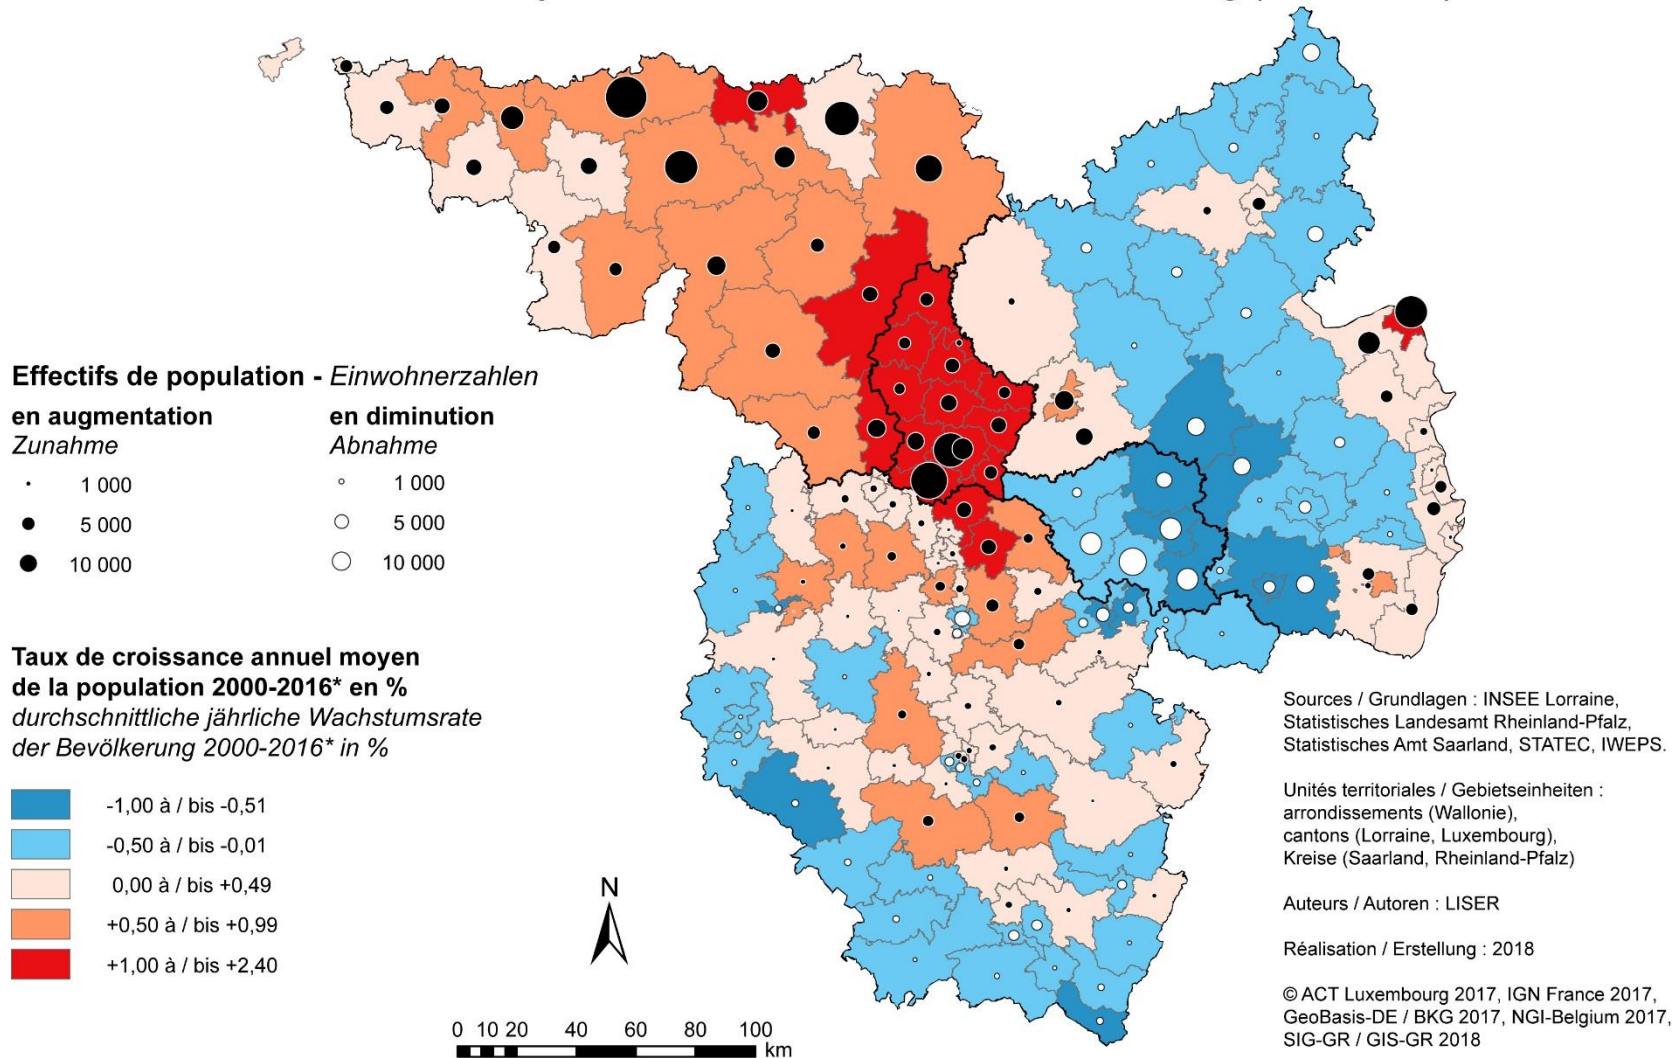 Effectifs de population - Einwohnerzahlen
en augmentation
Zunahme
1 000
5 000
10 000
en diminution
Abnahme
1 000
5 000
10 000
Taux de croissance annuel moyen
de la population 2000-2016* en %
durchschnittliche jährliche Wachstumsrate
der Bevölkerung 2000-2016* in %
-1,00 à / bis -0,51
-0,50 à / bis -0,01
0,00 à / bis +0,49
+0,50 à / bis +0,99
+1,00 à / bis +2,40
N
0 10 20 40 60 80 100
km
Sources / Grundlagen : INSEE Lorraine,
Statistisches Landesamt Rheinland-Pfalz,
Statistisches Amt Saarland, STATEC, IWEPS.
Unités territoriales / Gebietseinheiten :
arrondissements (Wallonie),
cantons (Lorraine, Luxembourg),
Kreise (Saarland, Rheinland-Pfalz)
Auteurs / Autoren : LISER
Réalisation / Erstellung : 2018
© ACT Luxembourg 2017, IGN France 2017,
GeoBasis-DE / BKG 2017, NGI-Belgium 2017,
SIG-GR / GIS-GR 2018